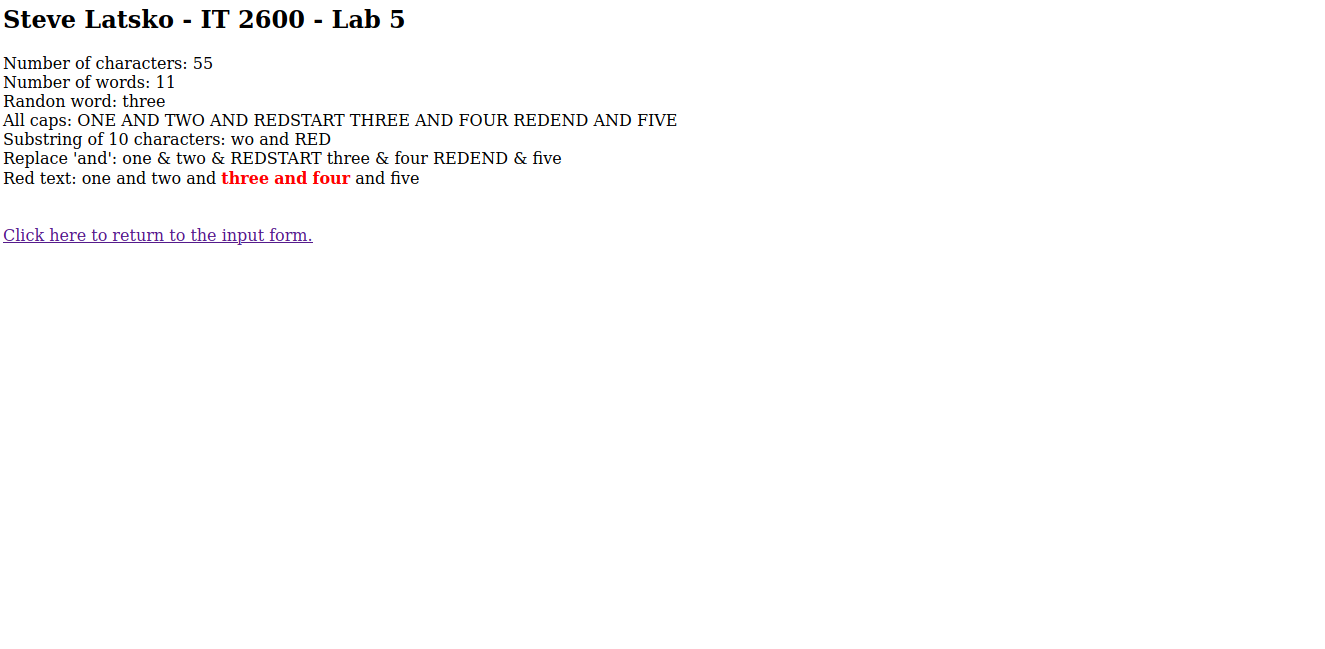 Steve Latsko - IT 2600 - Lab 5
Number of characters: 55
Number of words: 11
Randon word: three
All caps: ONE AND TWO AND REDSTART THREE AND FOUR REDEND AND FIVE
Substring of 10 characters: wo and RED
Replace 'and': one & two & REDSTART three & four REDEND & five
Red text: one and two and three and four and five
Click here to return to the input form.